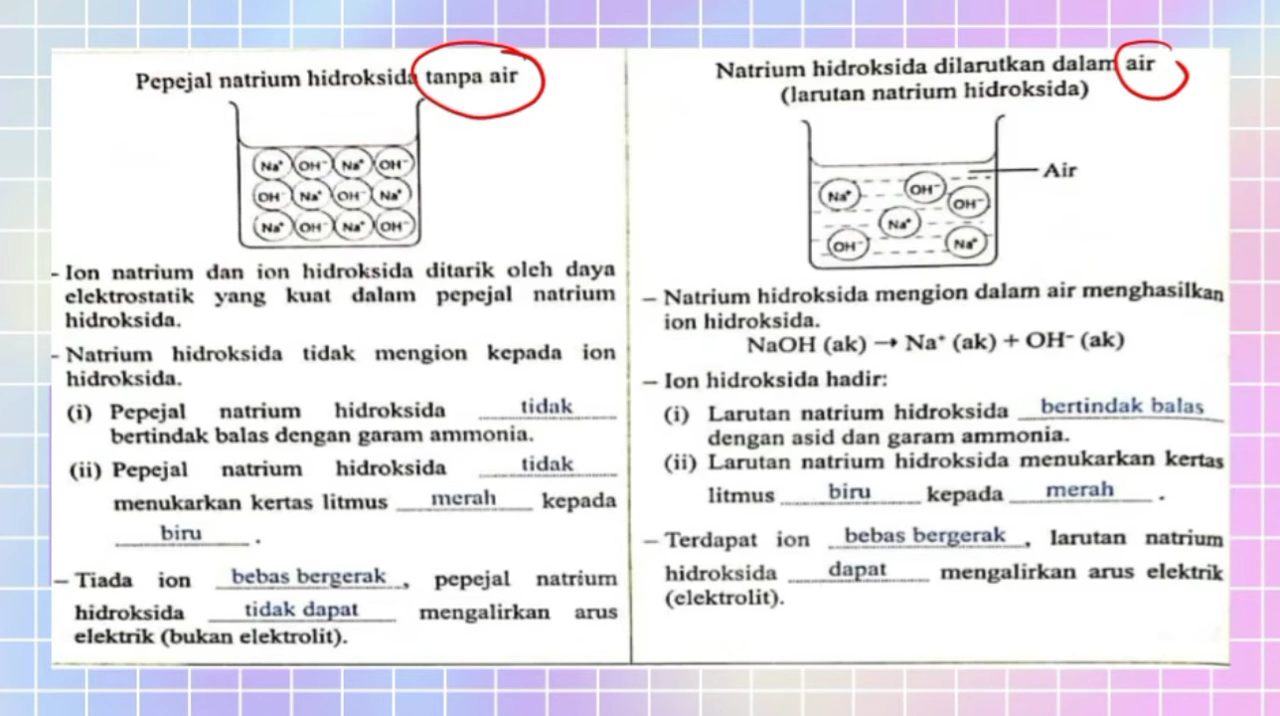 Pepejal natrium hidroksida tanpa air
Na⁺ OH⁻ Na⁺ OH⁻
OH⁻ Na⁺ OH⁻ Na⁺
Na⁺ OH⁻ Na⁺ OH⁻
- Ion natrium dan ion hidroksida ditarik oleh daya
elektrostatik yang kuat dalam pepejal natrium
hidroksida.
- Natrium hidroksida tidak mengion kepada ion
hidroksida.
(i) Pepejal natrium hidroksida tidak
bertindak balas dengan garam ammonia.
(ii) Pepejal natrium hidroksida tidak
menukarkan kertas litmus merah kepada
biru .
– Tiada ion bebas bergerak , pepejal natrium
hidroksida tidak dapat mengalirkan arus
elektrik (bukan elektrolit).
Natrium hidroksida dilarutkan dalam air
(larutan natrium hidroksida)
Air
Na⁺ OH⁻ OH⁻
Na⁺
OH⁻ Na⁺
– Natrium hidroksida mengion dalam air menghasilkan
ion hidroksida.
NaOH (ak) → Na⁺ (ak) + OH⁻ (ak)
– Ion hidroksida hadir:
(i) Larutan natrium hidroksida bertindak balas
dengan asid dan garam ammonia.
(ii) Larutan natrium hidroksida menukarkan kertas
litmus biru kepada merah .
– Terdapat ion bebas bergerak , larutan natrium
hidroksida dapat mengalirkan arus elektrik
(elektrolit).